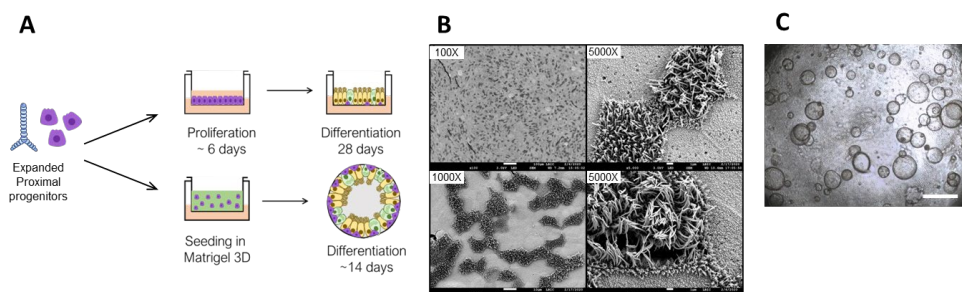 A
B
C
Expanded
Proximal
progenitors
Proliferation
~ 6 days
Differentiation
28 days
Seeding in
Matrigel 3D
Differentiation
~14 days
100X
5000X
1000X
5000X